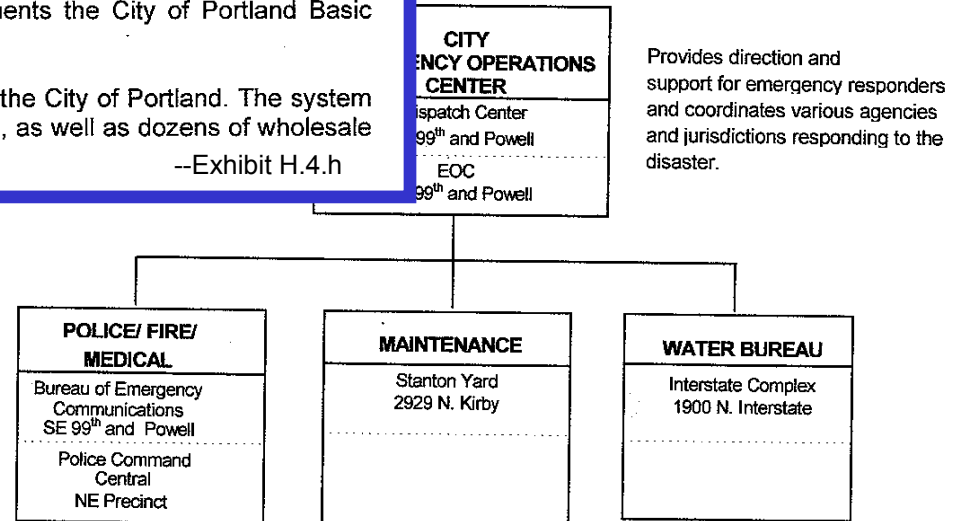 ents the City of Portland Basic
the City of Portland. The system
, as well as dozens of wholesale
--Exhibit H.4.h
CITY
ENCY OPERATIONS
CENTER
ispatch Center
99th and Powell
EOC
99th and Powell
Provides direction and
support for emergency responders
and coordinates various agencies
and jurisdictions responding to the
disaster.
POLICE/ FIRE/
MEDICAL
Bureau of Emergency
Communications
SE 99th and Powell
Police Command
Central
NE Precinct
MAINTENANCE
Stanton Yard
2929 N. Kirby
WATER BUREAU
Interstate Complex
1900 N. Interstate